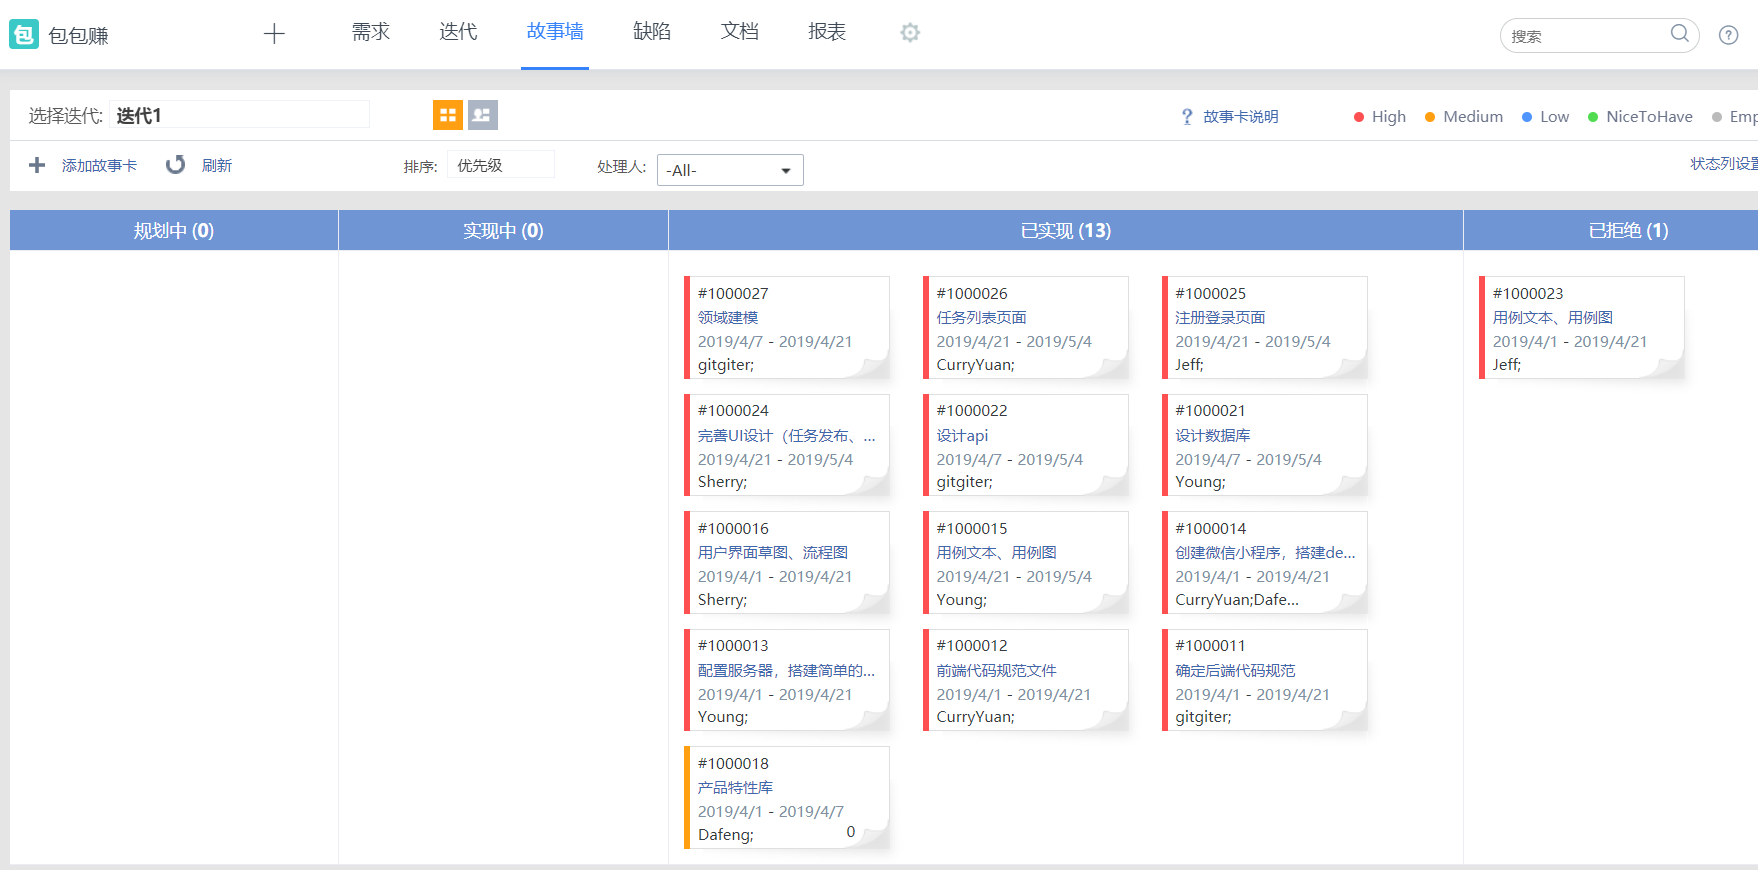 包 包包赚
需求 迭代 故事墙 缺陷 文档 报表
搜索
选择迭代: 迭代1
故事卡说明
High Medium Low NiceToHave Emp
添加故事卡 刷新
排序: 优先级
处理人: -All-
状态列设置
规划中 (0) 实现中 (0) 已实现 (13) 已拒绝 (1)
#1000027
领域建模
2019/4/7 - 2019/4/21
gitgiter;
#1000026
任务列表页面
2019/4/21 - 2019/5/4
CurryYuan;
#1000025
注册登录页面
2019/4/21 - 2019/5/4
Jeff;
#1000023
用例文本、用例图
2019/4/1 - 2019/4/21
Jeff;
#1000024
完善UI设计（任务发布、...
2019/4/21 - 2019/5/4
Sherry;
#1000022
设计api
2019/4/7 - 2019/5/4
gitgiter;
#1000021
设计数据库
2019/4/7 - 2019/5/4
Young;
#1000016
用户界面草图、流程图
2019/4/1 - 2019/4/21
Sherry;
#1000015
用例文本、用例图
2019/4/21 - 2019/5/4
Young;
#1000014
创建微信小程序，搭建de...
2019/4/1 - 2019/4/21
CurryYuan;Dafe...
#1000013
配置服务器，搭建简单的...
2019/4/1 - 2019/4/21
Young;
#1000012
前端代码规范文件
2019/4/1 - 2019/4/21
CurryYuan;
#1000011
确定后端代码规范
2019/4/1 - 2019/4/21
gitgiter;
#1000018
产品特性库
2019/4/1 - 2019/4/7
Dafeng; 0